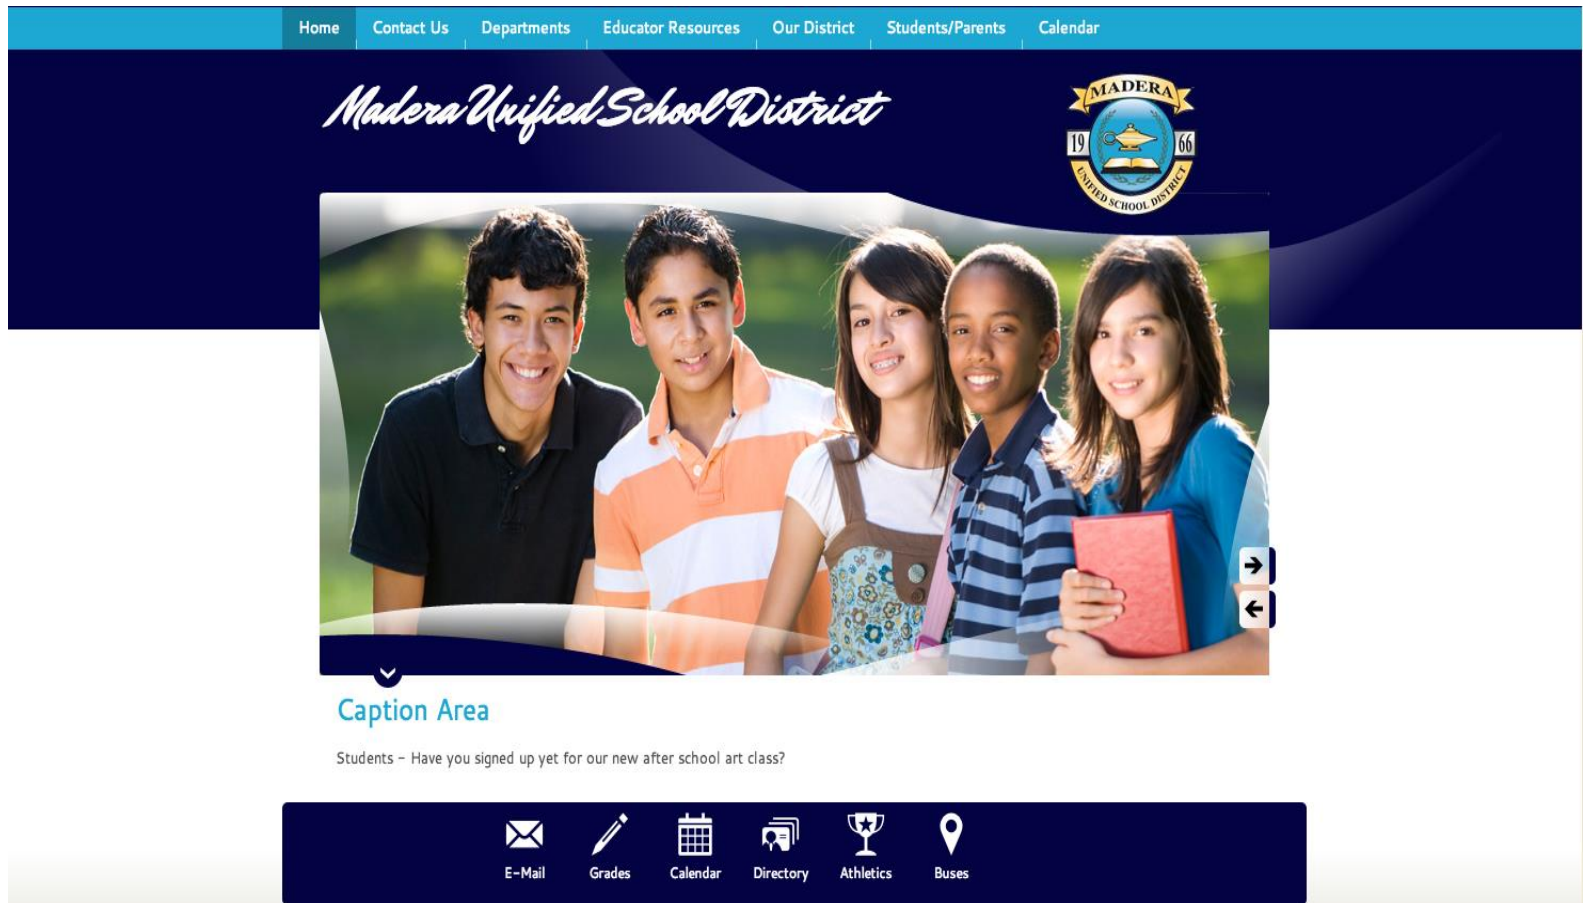 Home Contact Us Departments Educator Resources Our District Students/Parents Calendar
Madera Unified School District
MADERA
19 66
UNIFIED SCHOOL DISTRICT
Caption Area
Students - Have you signed up yet for our new after school art class?
E-Mail Grades Calendar Directory Athletics Buses